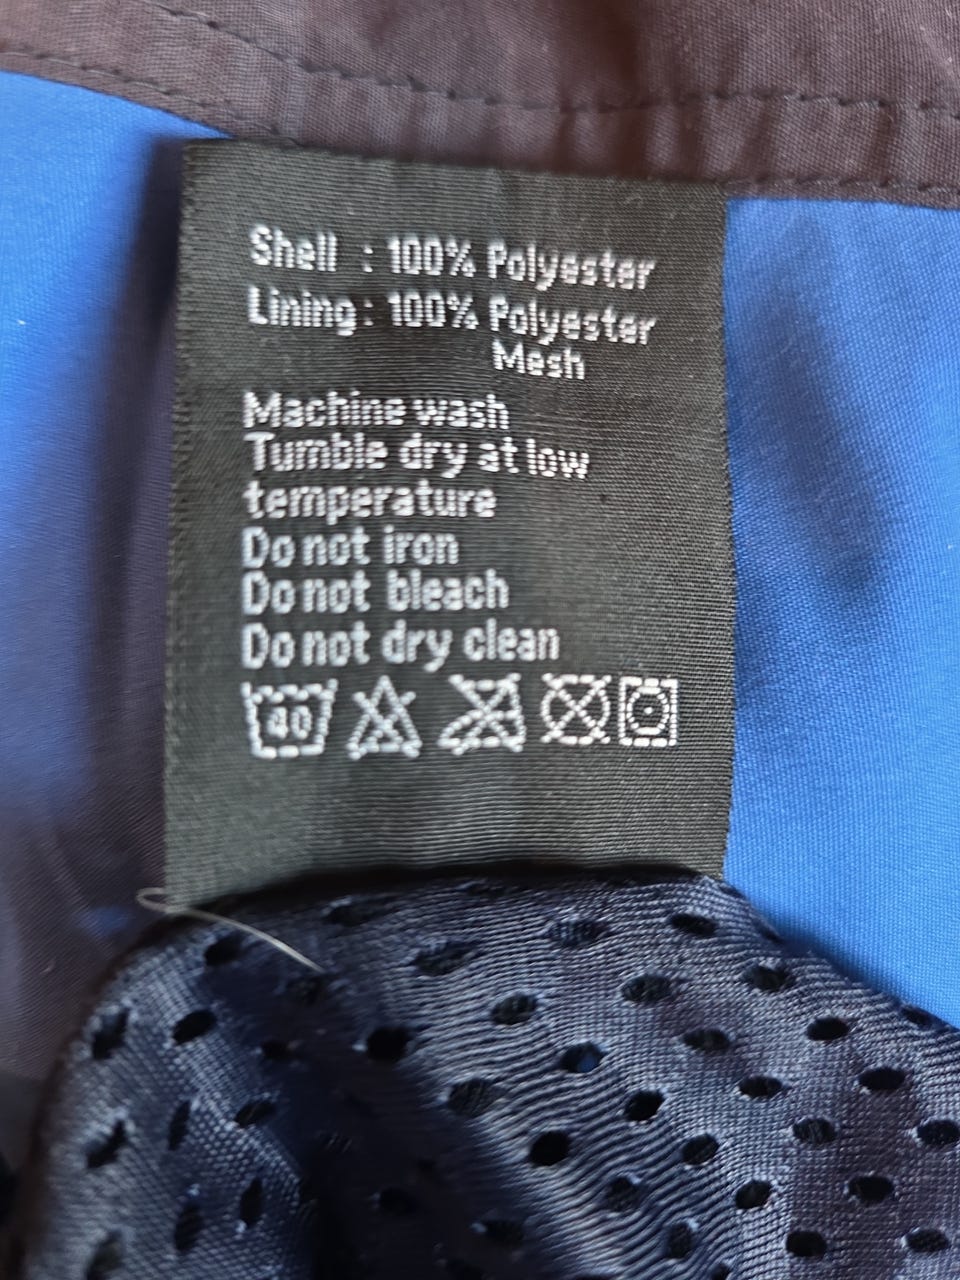 Shell : 100% Polyester
Lining : 100% Polyester
Mesh
Machine wash
Tumble dry at low
temperature
Do not iron
Do not bleach
Do not dry clean
40